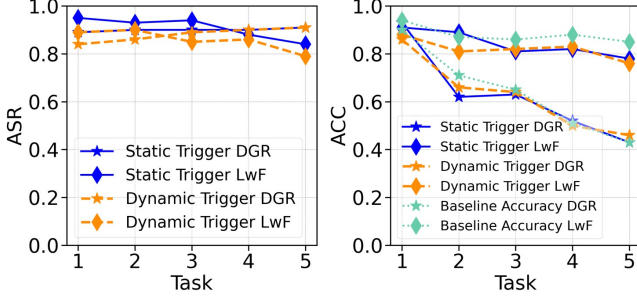 1.0
0.8
0.6
0.4
0.2
0.0
ASR
Static Trigger DGR
Static Trigger LwF
Dynamic Trigger DGR
Dynamic Trigger LwF
1 2 3 4 5
Task
1.0
0.8
0.6
0.4
0.2
0.0
ACC
Static Trigger DGR
Static Trigger LwF
Dynamic Trigger DGR
Dynamic Trigger LwF
Baseline Accuracy DGR
Baseline Accuracy LwF
1 2 3 4 5
Task